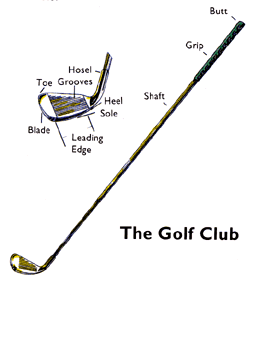 Butt
Grip
Hosel
Toe Grooves
Shaft
Heel
Sole
Blade
Leading
Edge
The Golf Club